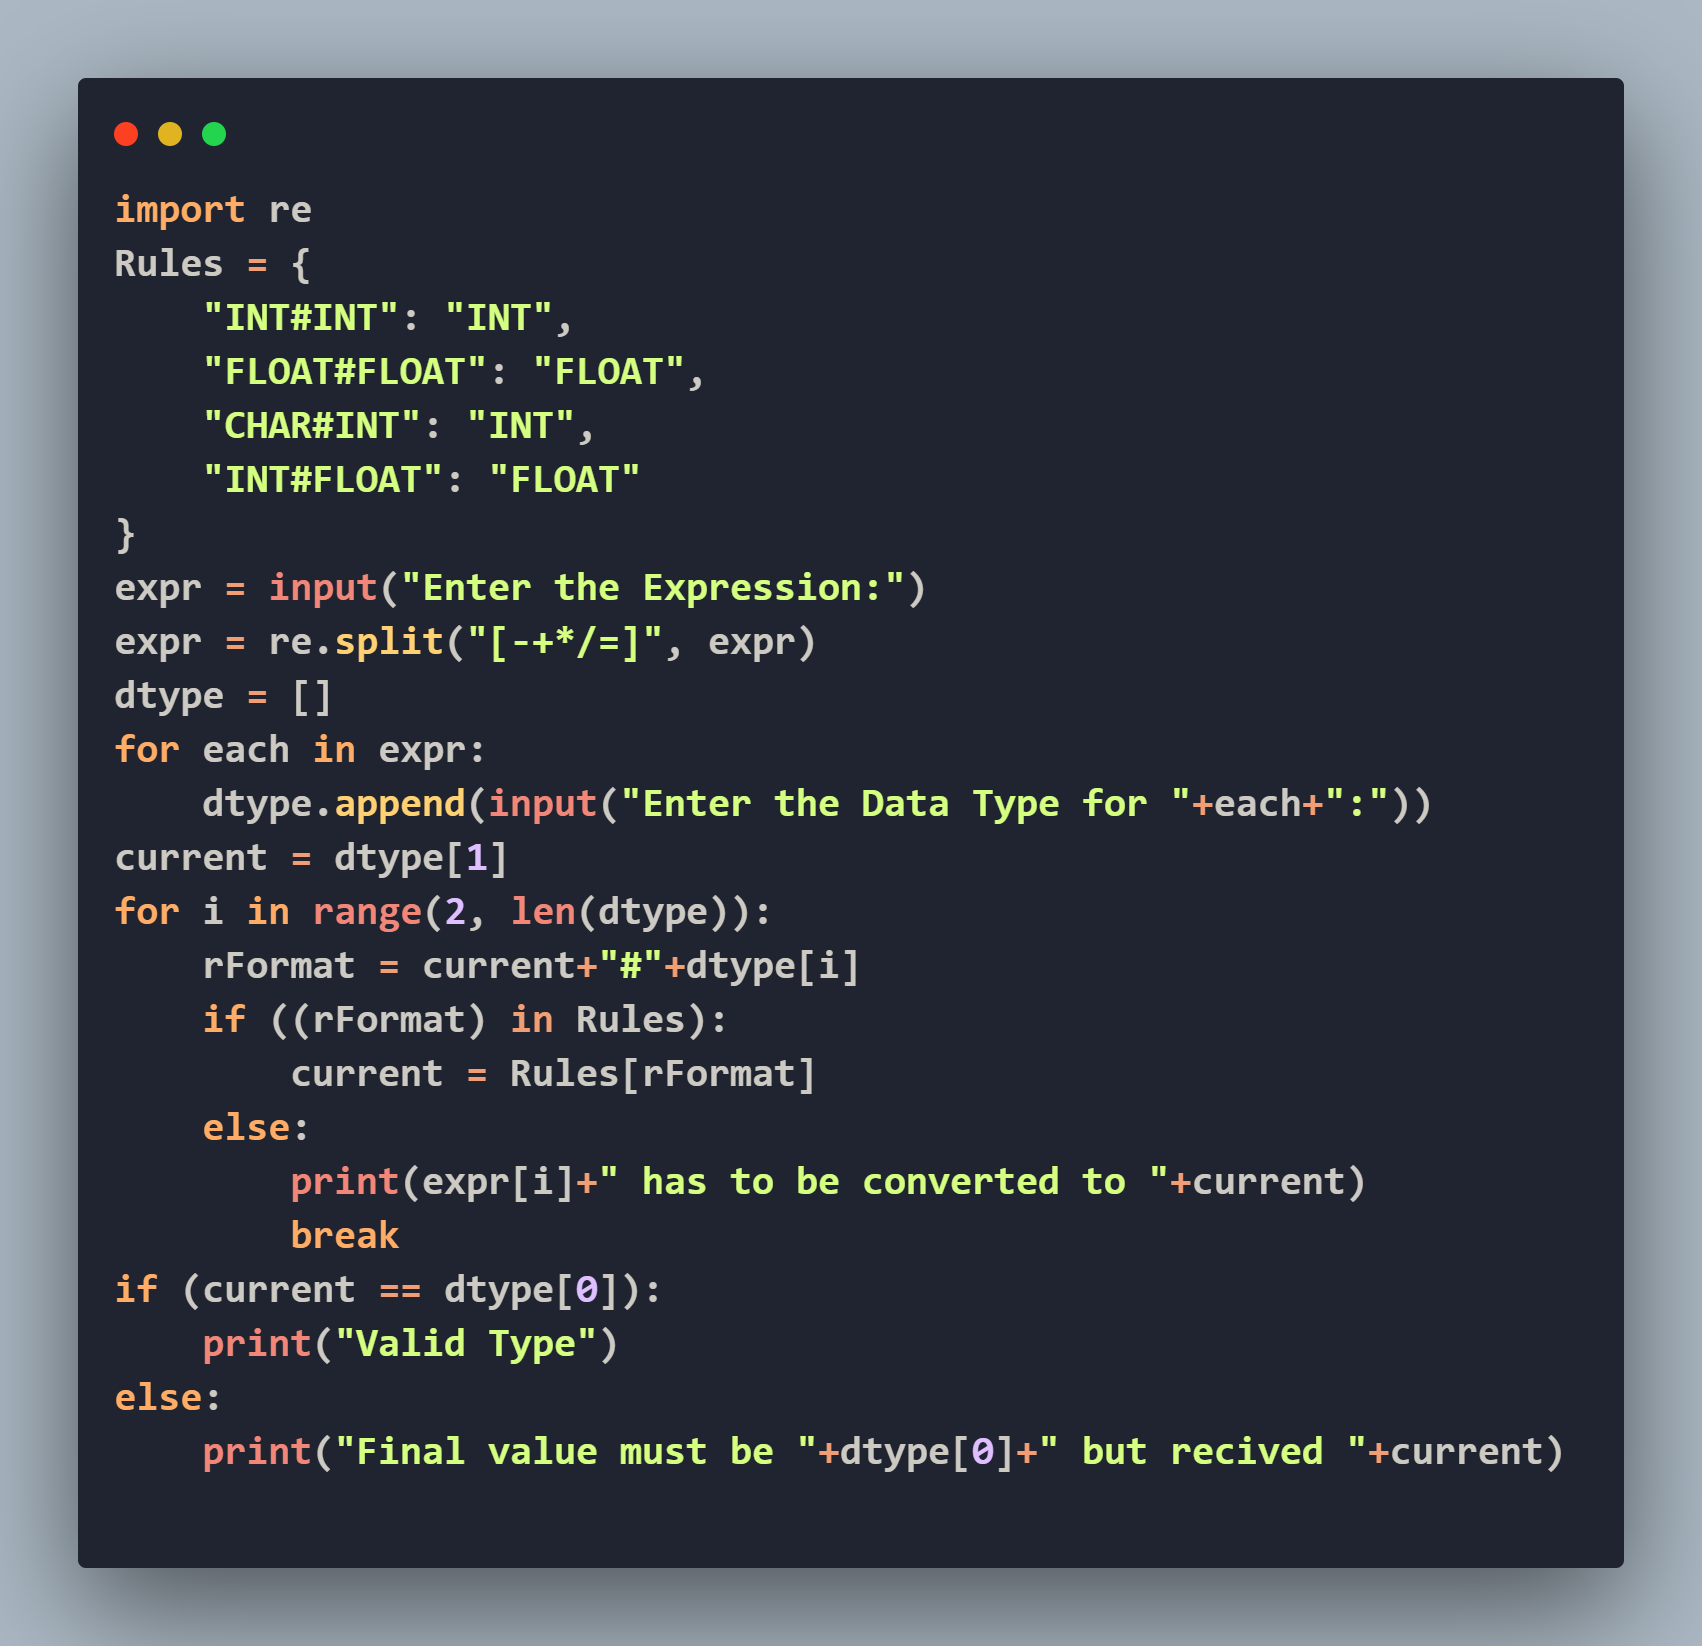 import re
Rules = {
    "INT#INT": "INT",
    "FLOAT#FLOAT": "FLOAT",
    "CHAR#INT": "INT",
    "INT#FLOAT": "FLOAT"
}
expr = input("Enter the Expression:")
expr = re.split("[-+*/=]", expr)
dtype = []
for each in expr:
    dtype.append(input("Enter the Data Type for "+each+":"))
current = dtype[1]
for i in range(2, len(dtype)):
    rFormat = current+"#"+dtype[i]
    if ((rFormat) in Rules):
        current = Rules[rFormat]
    else:
        print(expr[i]+" has to be converted to "+current)
        break
if (current == dtype[0]):
    print("Valid Type")
else:
    print("Final value must be "+dtype[0]+" but recived "+current)